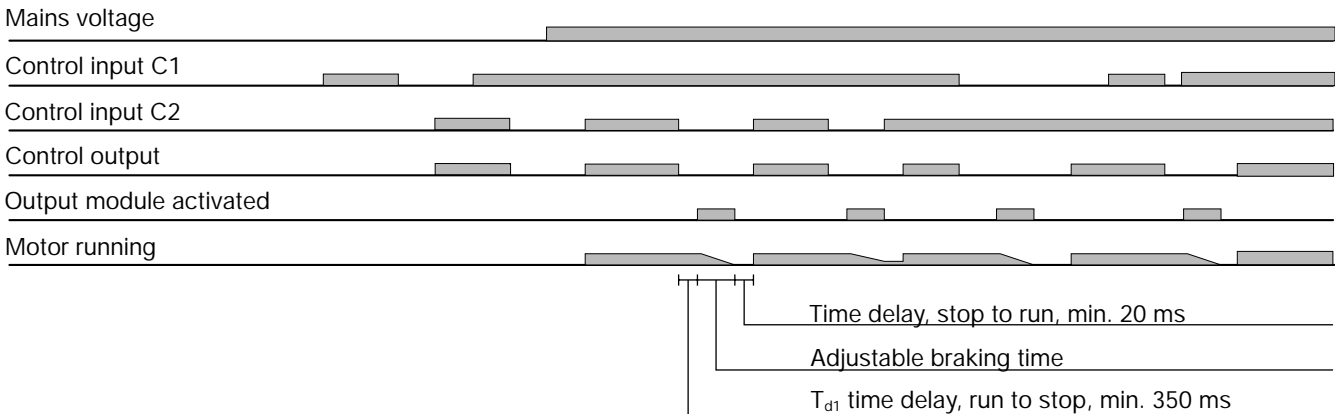 Mains voltage
Control input C1
Control input C2
Control output
Output module activated
Motor running
Time delay, stop to run, min. 20 ms
Adjustable braking time
Td1 time delay, run to stop, min. 350 ms